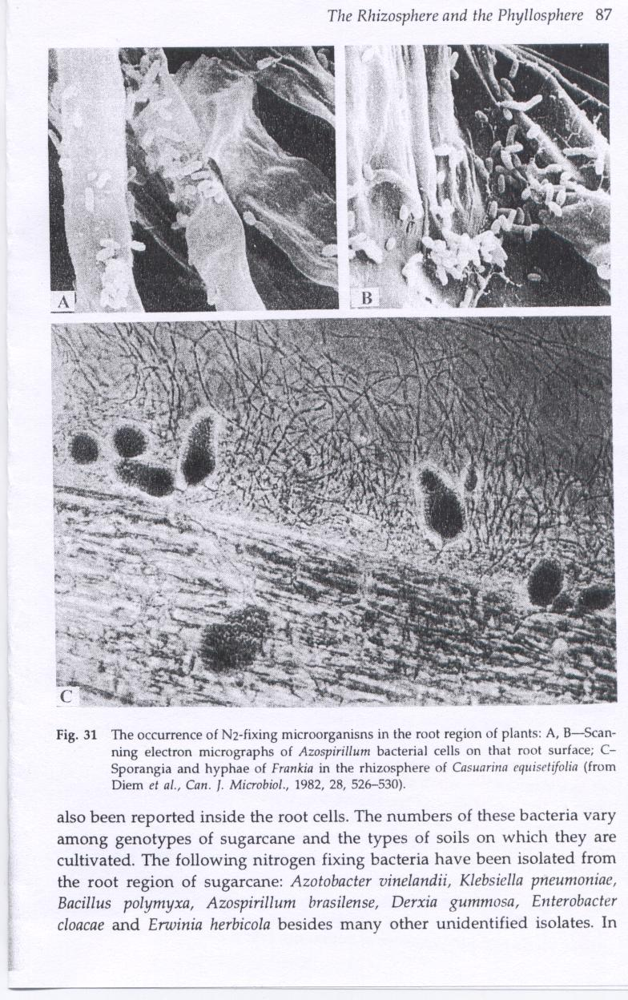 The Rhizosphere and the Phyllosphere 87
A
B
C
Fig. 31 The occurrence of N2-fixing microorganisns in the root region of plants: A, B—Scan-
ning electron micrographs of Azospirillum bacterial cells on that root surface; C–
Sporangia and hyphae of Frankia in the rhizosphere of Casuarina equisetifolia (from
Diem et al., Can. J. Microbiol., 1982, 28, 526–530).
also been reported inside the root cells. The numbers of these bacteria vary
among genotypes of sugarcane and the types of soils on which they are
cultivated. The following nitrogen fixing bacteria have been isolated from
the root region of sugarcane: Azotobacter vinelandii, Klebsiella pneumoniae,
Bacillus polymyxa, Azospirillum brasilense, Derxia gummosa, Enterobacter
cloacae and Erwinia herbicola besides many other unidentified isolates. In